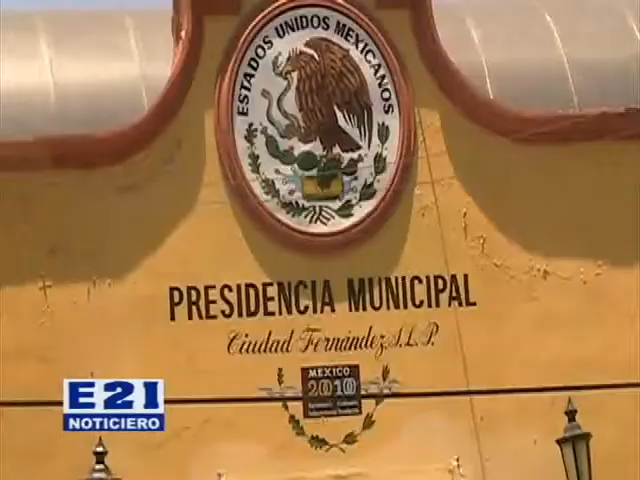 ESTADOS UNIDOS MEXICANOS
PRESIDENCIA MUNICIPAL
Ciudad Fernández, S.L.P.
MEXICO
2010
E21
NOTICIERO